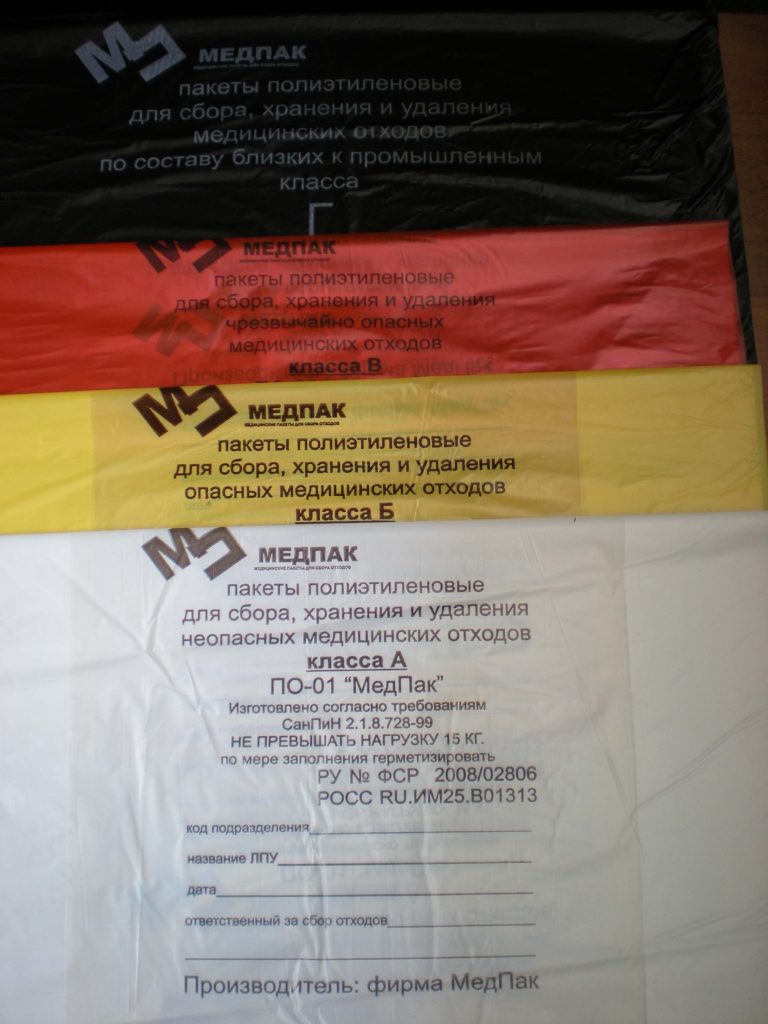 МЕДПАК
пакеты полиэтиленовые
для сбора, хранения и удаления
медицинских отходов,
по составу близких к промышленным
класса
Г
МЕДПАК
пакеты полиэтиленовые
для сбора, хранения и удаления
чрезвычайно опасных
медицинских отходов
класса В
МЕДПАК
МЕДИЦИНСКИЕ ПАКЕТЫ ДЛЯ СБОРА ОТХОДОВ
пакеты полиэтиленовые
для сбора, хранения и удаления
опасных медицинских отходов
класса Б
МЕДПАК
МЕДИЦИНСКИЕ ПАКЕТЫ ДЛЯ СБОРА ОТХОДОВ
пакеты полиэтиленовые
для сбора, хранения и удаления
неопасных медицинских отходов
класса А
ПО-01 “МедПак”
Изготовлено согласно требованиям
СанПиН 2.1.8.728-99
НЕ ПРЕВЫШАТЬ НАГРУЗКУ 15 КГ.
по мере заполнения герметизировать
РУ № ФСР 2008/02806
РОСС RU.ИМ25.В01313
код подразделения
название ЛПУ
дата
ответственный за сбор отходов
Производитель: фирма МедПак